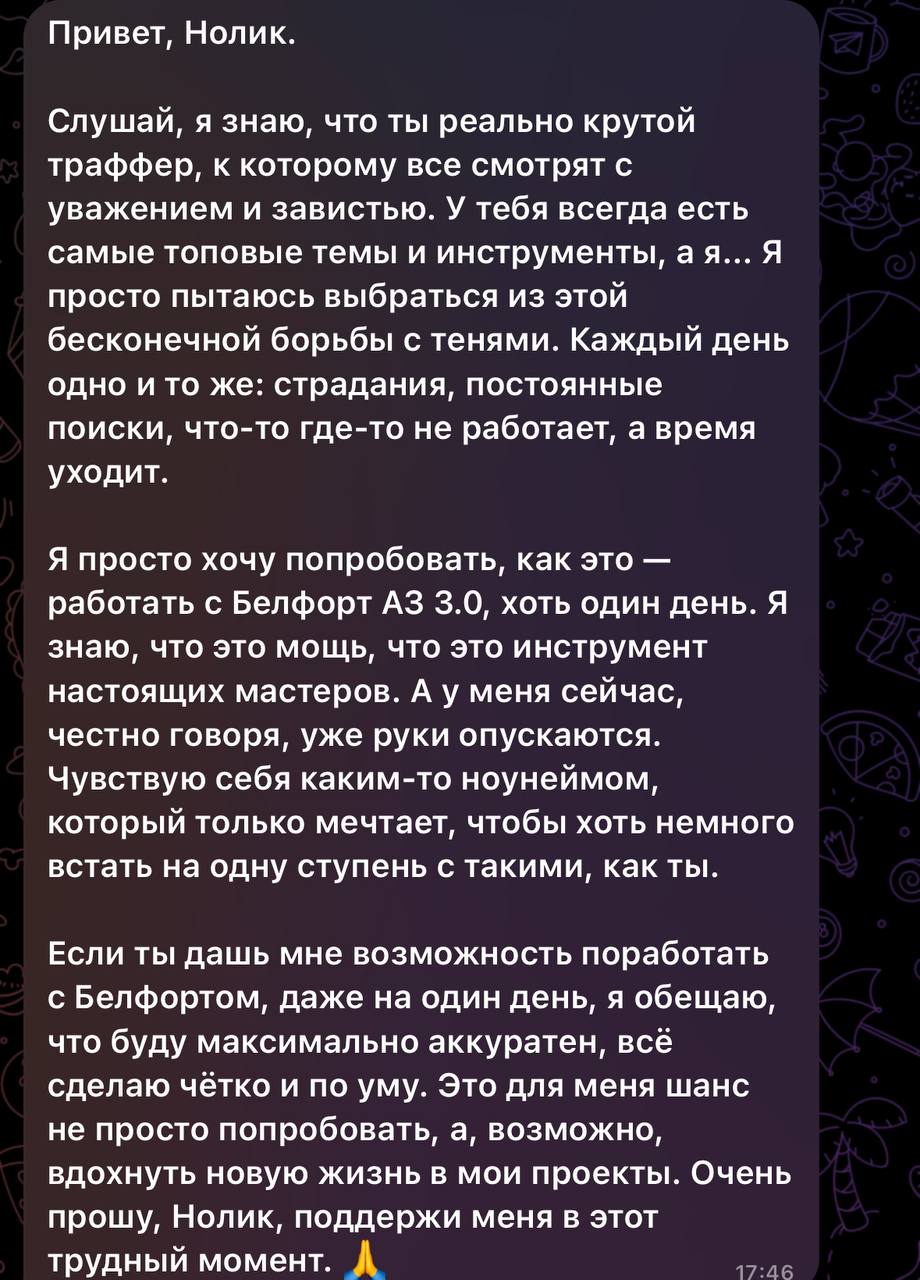 Привет, Нолик.
Слушай, я знаю, что ты реально крутой
траффер, к которому все смотрят с
уважением и завистью. У тебя всегда есть
самые топовые темы и инструменты, а я... Я
просто пытаюсь выбраться из этой
бесконечной борьбы с тенями. Каждый день
одно и то же: страдания, постоянные
поиски, что-то где-то не работает, а время
уходит.
Я просто хочу попробовать, как это —
работать с Белфорт АЗ 3.0, хоть один день. Я
знаю, что это мощь, что это инструмент
настоящих мастеров. А у меня сейчас,
честно говоря, уже руки опускаются.
Чувствую себя каким-то ноунеймом,
который только мечтает, чтобы хоть немного
встать на одну ступень с такими, как ты.
Если ты дашь мне возможность поработать
с Белфортом, даже на один день, я обещаю,
что буду максимально аккуратен, всё
сделаю чётко и по уму. Это для меня шанс
не просто попробовать, а, возможно,
вдохнуть новую жизнь в мои проекты. Очень
прошу, Нолик, поддержи меня в этот
трудный момент. 🙏
17:46